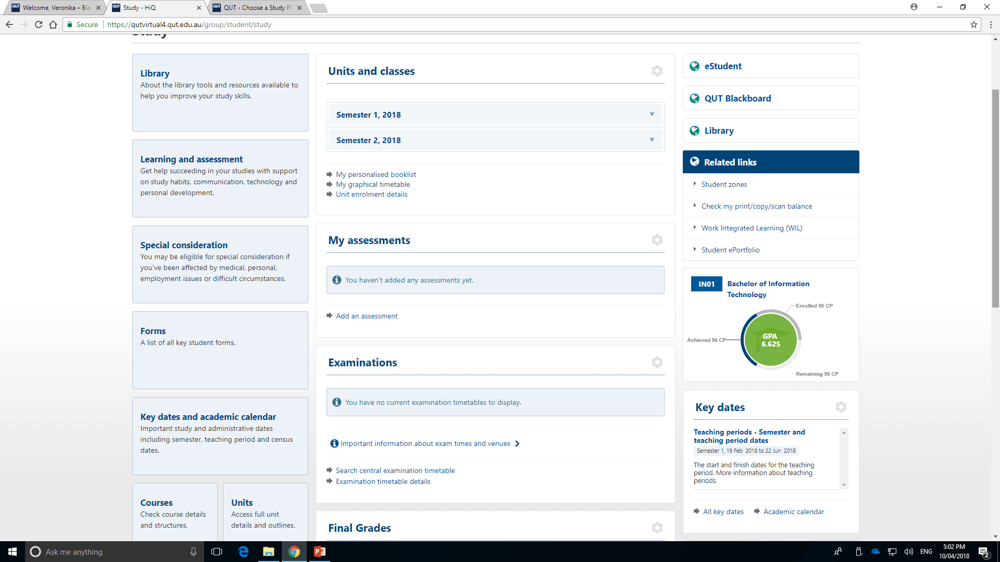 QUT Welcome, Veronika – Bla
QUT Study - HiQ
QUT QUT - Choose a Study Pl
Secure https://qutvirtual4.qut.edu.au/group/student/study
Study
Library
About the library tools and resources available to
help you improve your study skills.
Learning and assessment
Get help succeeding in your studies with support
on study habits, communication, technology and
personal development.
Special consideration
You may be eligible for special consideration if
you've been affected by medical, personal,
employment issues or difficult circumstances.
Forms
A list of all key student forms.
Key dates and academic calendar
Important study and administrative dates
including semester, teaching period and census
dates.
Courses
Check course details
and structures.
Units
Access full unit
details and outlines.
Units and classes
Semester 1, 2018
Semester 2, 2018
My personalised booklist
My graphical timetable
Unit enrolment details
My assessments
You haven't added any assessments yet.
Add an assessment
Examinations
You have no current examination timetables to display.
Important information about exam times and venues
Search central examination timetable
Examination timetable details
Final Grades
eStudent
QUT Blackboard
Library
Related links
Student zones
Check my print/copy/scan balance
Work Integrated Learning (WIL)
Student ePortfolio
IN01 Bachelor of Information
Technology
Enrolled 96 CP
Achieved 96 CP
GPA
6.625
Remaining 96 CP
Key dates
Teaching periods - Semester and
teaching period dates
Semester 1, 19 Feb 2018 to 22 Jun 2018
The start and finish dates for the teaching
period. More information about teaching
periods.
All key dates
Academic calendar
Ask me anything
ENG
5:02 PM
10/04/2018
2